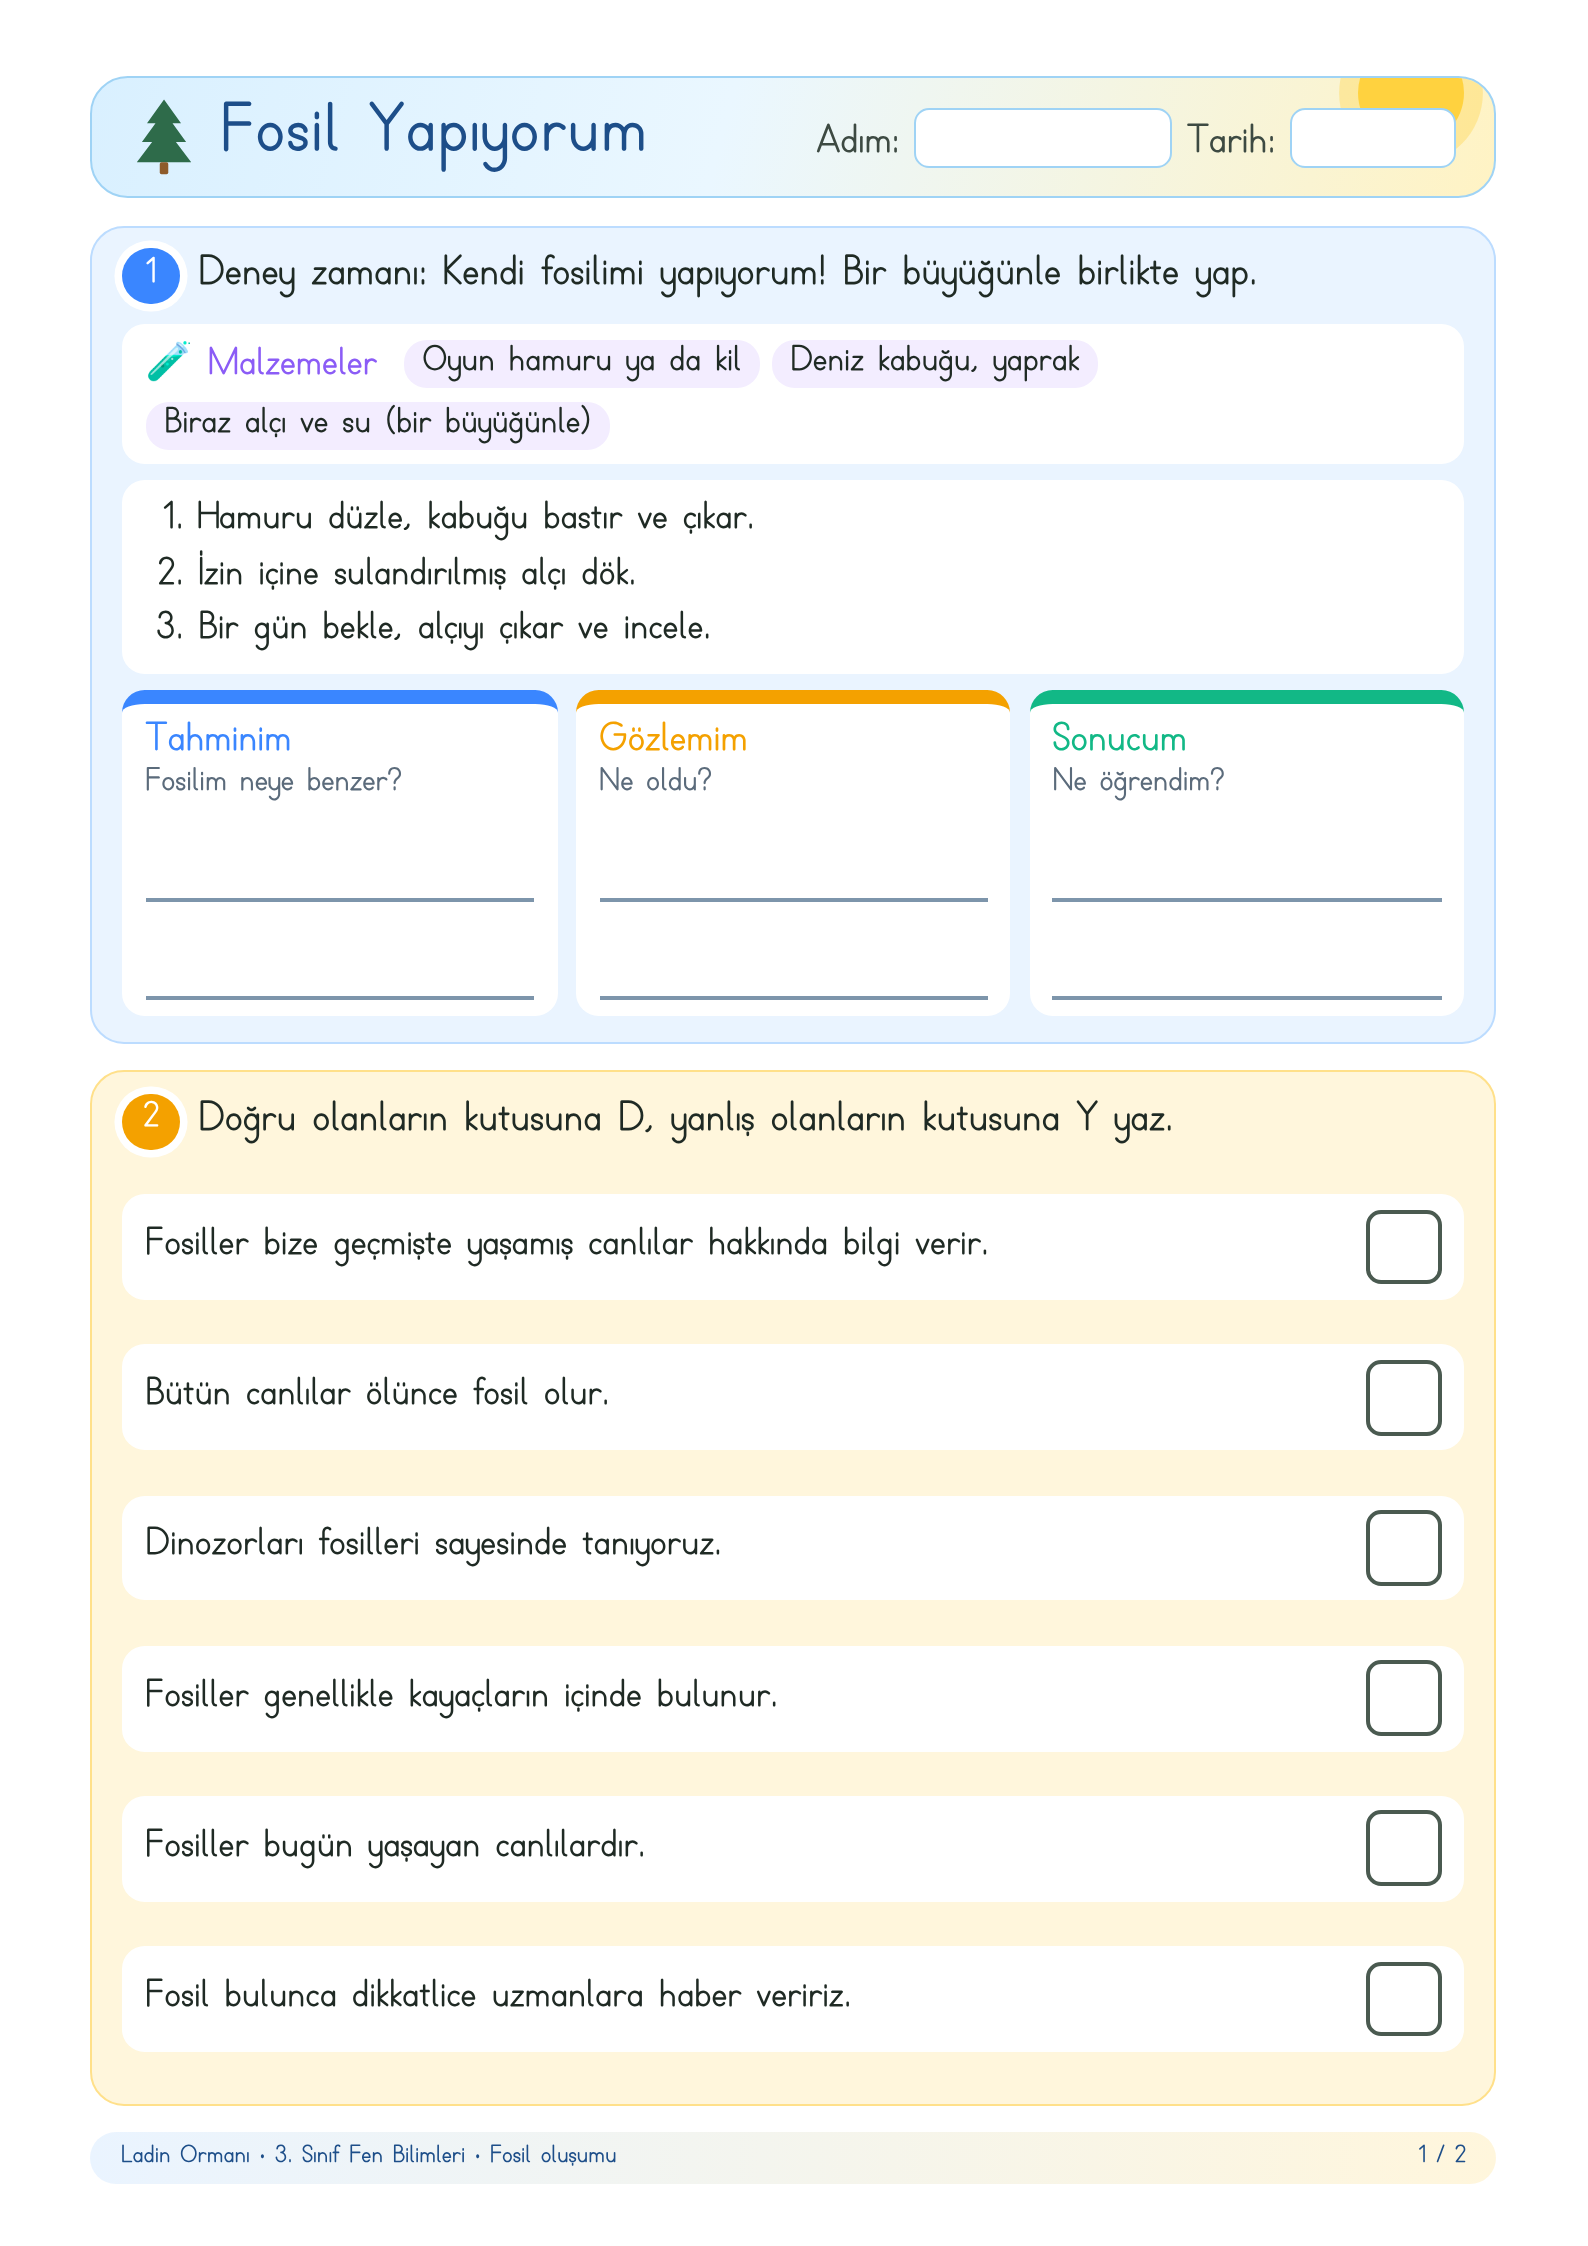 Fosil Yapıyorum
Adım:
Tarih:
1 Deney zamanı: Kendi fosilimi yapıyorum! Bir büyüğünle birlikte yap.
Malzemeler Oyun hamuru ya da kil Deniz kabuğu, yaprak
Biraz alçı ve su (bir büyüğünle)
1. Hamuru düzle, kabuğu bastır ve çıkar.
2. İzin içine sulandırılmış alçı dök.
3. Bir gün bekle, alçıyı çıkar ve incele.
Tahminim
Fosilim neye benzer?
Gözlemim
Ne oldu?
Sonucum
Ne öğrendim?
2 Doğru olanların kutusuna D, yanlış olanların kutusuna Y yaz.
Fosiller bize geçmişte yaşamış canlılar hakkında bilgi verir.
Bütün canlılar ölünce fosil olur.
Dinozorları fosilleri sayesinde tanıyoruz.
Fosiller genellikle kayaçların içinde bulunur.
Fosiller bugün yaşayan canlılardır.
Fosil bulunca dikkatlice uzmanlara haber veririz.
Ladin Ormanı • 3. Sınıf Fen Bilimleri • Fosil oluşumu
1 / 2